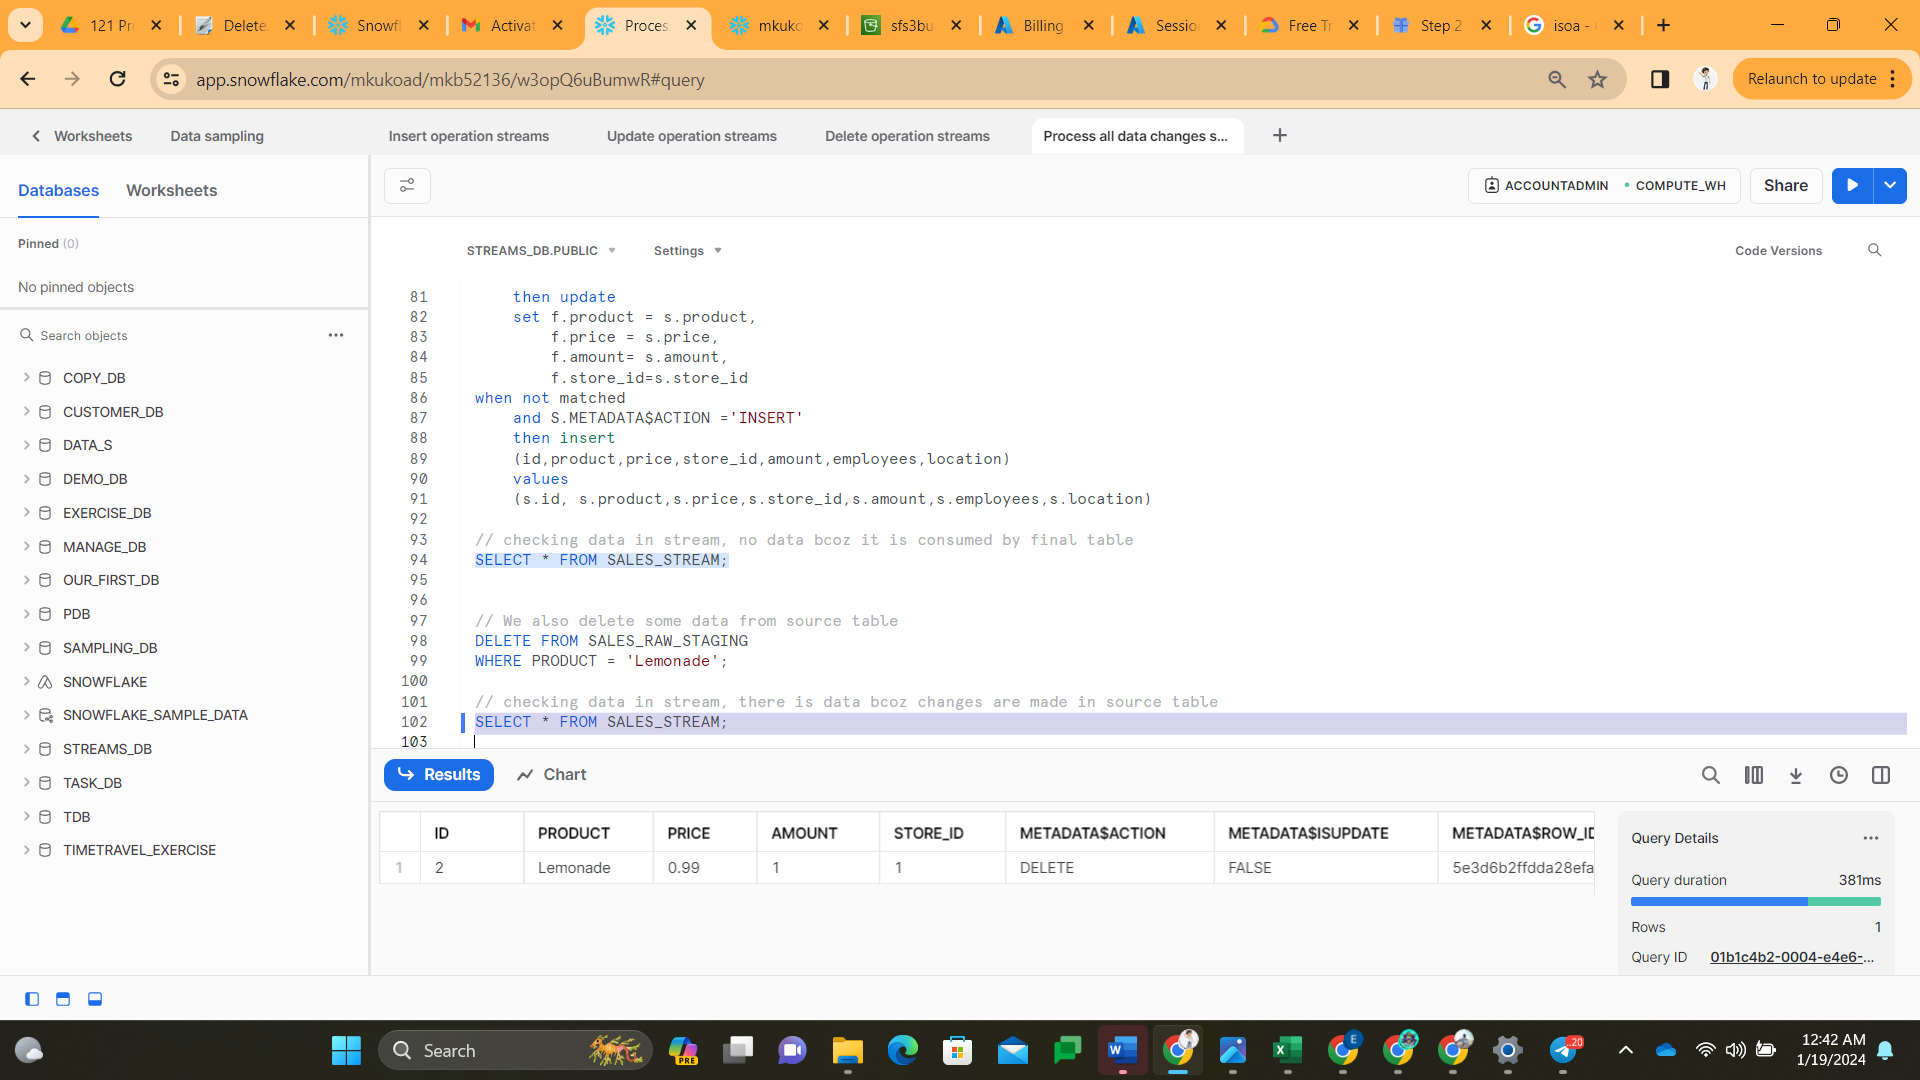 121 Pr
Delete
Snowfl
Activat
Proces
mkuko
sfs3bu
Billing
Sessio
Free Tr
Step 2
isoa -
app.snowflake.com/mkukoad/mkb52136/w3opQ6uBumwR#query
Relaunch to update
Worksheets
Data sampling
Insert operation streams
Update operation streams
Delete operation streams
Process all data changes s...
Databases
Worksheets
ACCOUNTADMIN
COMPUTE_WH
Share
Pinned (0)
No pinned objects
Search objects
COPY_DB
CUSTOMER_DB
DATA_S
DEMO_DB
EXERCISE_DB
MANAGE_DB
OUR_FIRST_DB
PDB
SAMPLING_DB
SNOWFLAKE
SNOWFLAKE_SAMPLE_DATA
STREAMS_DB
TASK_DB
TDB
TIMETRAVEL_EXERCISE
STREAMS_DB.PUBLIC
Settings
Code Versions
81 then update
82 set f.product = s.product,
83 f.price = s.price,
84 f.amount= s.amount,
85 f.store_id=s.store_id
86 when not matched
87 and S.METADATA$ACTION ='INSERT'
88 then insert
89 (id,product,price,store_id,amount,employees,location)
90 values
91 (s.id, s.product,s.price,s.store_id,s.amount,s.employees,s.location)
92
93 // checking data in stream, no data bcoz it is consumed by final table
94 SELECT * FROM SALES_STREAM;
95
96
97 // We also delete some data from source table
98 DELETE FROM SALES_RAW_STAGING
99 WHERE PRODUCT = 'Lemonade';
100
101 // checking data in stream, there is data bcoz changes are made in source table
102 SELECT * FROM SALES_STREAM;
103
Results
Chart
ID PRODUCT PRICE AMOUNT STORE_ID METADATA$ACTION METADATA$ISUPDATE METADATA$ROW_ID
1 2 Lemonade 0.99 1 1 DELETE FALSE 5e3d6b2ffdda28efa
Query Details
Query duration 381ms
Rows 1
Query ID 01b1c4b2-0004-e4e6-...
Search
PRE
E
20
12:42 AM
1/19/2024